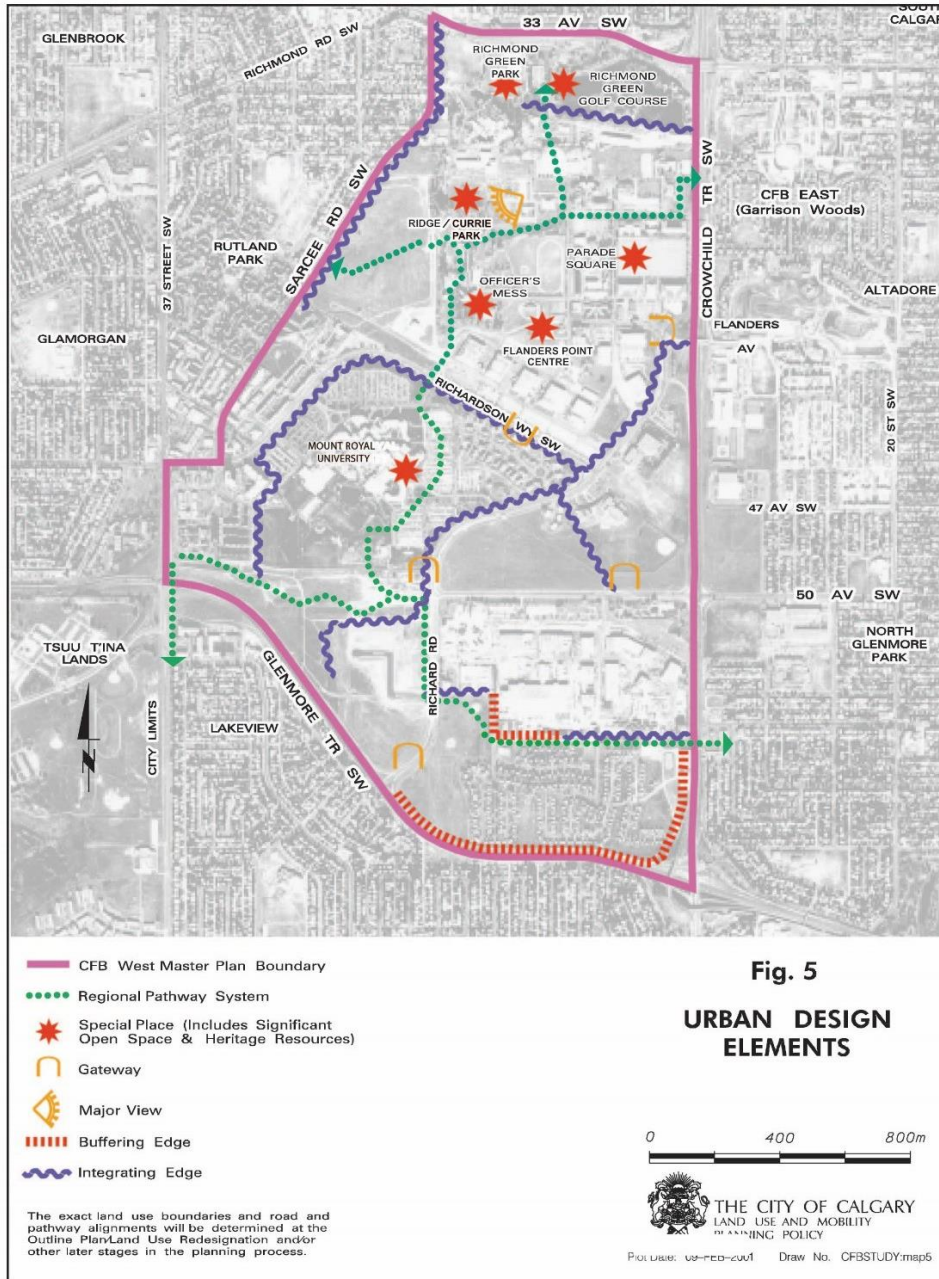 33 AV SW
SOUTH
CALGARY
GLENBROOK
RICHMOND RD SW
RICHMOND
GREEN
PARK
RICHMOND
GREEN
GOLF COURSE
CROWCHILD TR SW
CFB EAST
(Garrison Woods)
37 STREET SW
SARCEE RD SW
RUTLAND
PARK
RIDGE / CURRIE
PARK
PARADE
SQUARE
OFFICER'S
MESS
ALTADORE
GLAMORGAN
FLANDERS POINT
CENTRE
FLANDERS
AV
RICHARDSON WY SW
20 ST SW
MOUNT ROYAL
UNIVERSITY
47 AV SW
50 AV SW
TSUU T'INA
LANDS
NORTH
GLENMORE
PARK
GLENMORE TR SW
RICHARD RD
CITY LIMITS
LAKEVIEW
N
CFB West Master Plan Boundary
Regional Pathway System
Special Place (Includes Significant
Open Space & Heritage Resources)
Gateway
Major View
Buffering Edge
Integrating Edge
The exact land use boundaries and road and
pathway alignments will be determined at the
Outline Plan/Land Use Redesignation and/or
other later stages in the planning process.
Fig. 5
URBAN DESIGN
ELEMENTS
0 400 800m
THE CITY OF CALGARY
LAND USE AND MOBILITY
PLANNING POLICY
Plot Date: 09-FEB-2001 Draw No. CFBSTUDY:map5